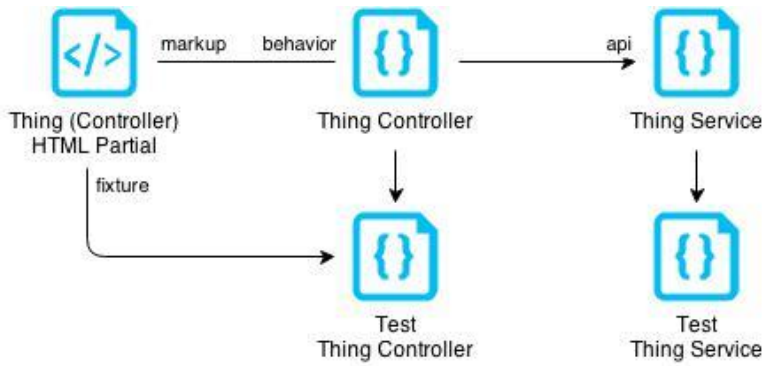 </>
markup
behavior
{}
api
{}
Thing (Controller)
HTML Partial
Thing Controller
Thing Service
fixture
{}
{}
Test
Thing Controller
Test
Thing Service